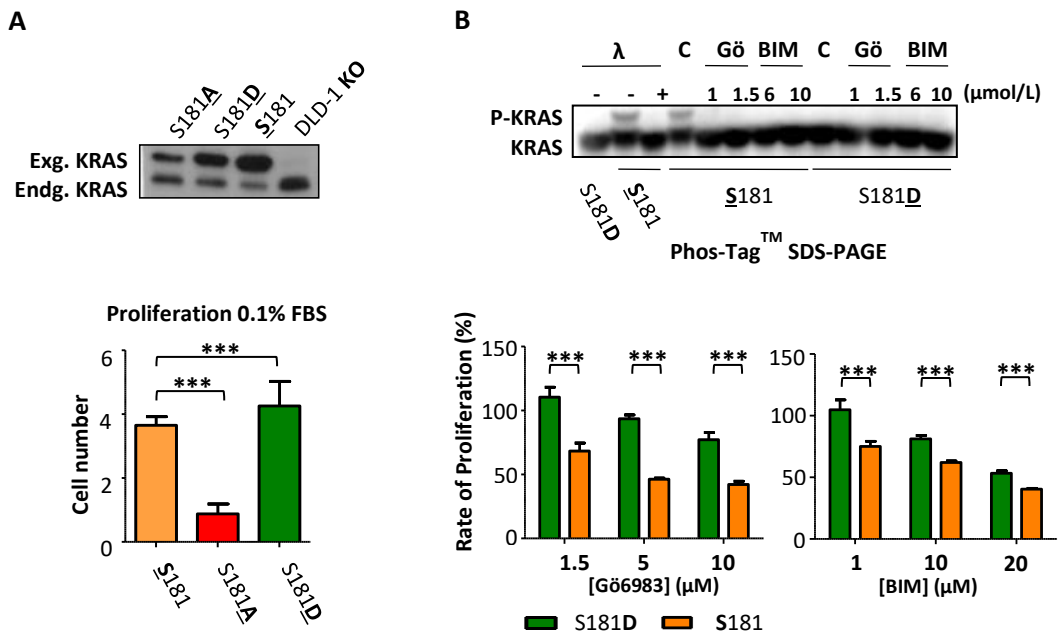 A
S181A S181D S181 DLD-1 KO
Exg. KRAS
Endg. KRAS
Proliferation 0.1% FBS
Cell number
6
4
2
0
***
***
S181 S181A S181D
B
λ C Gö BIM C Gö BIM
- - + 1 1.5 6 10 1 1.5 6 10 (μmol/L)
P-KRAS
KRAS
S181D S181 S181 S181D
Phos-Tag™ SDS-PAGE
Rate of Proliferation (%)
150
100
50
0
*** *** ***
1.5 5 10
[Gö6983] (μM)
150
100
50
0
*** *** ***
1 10 20
[BIM] (μM)
S181D S181